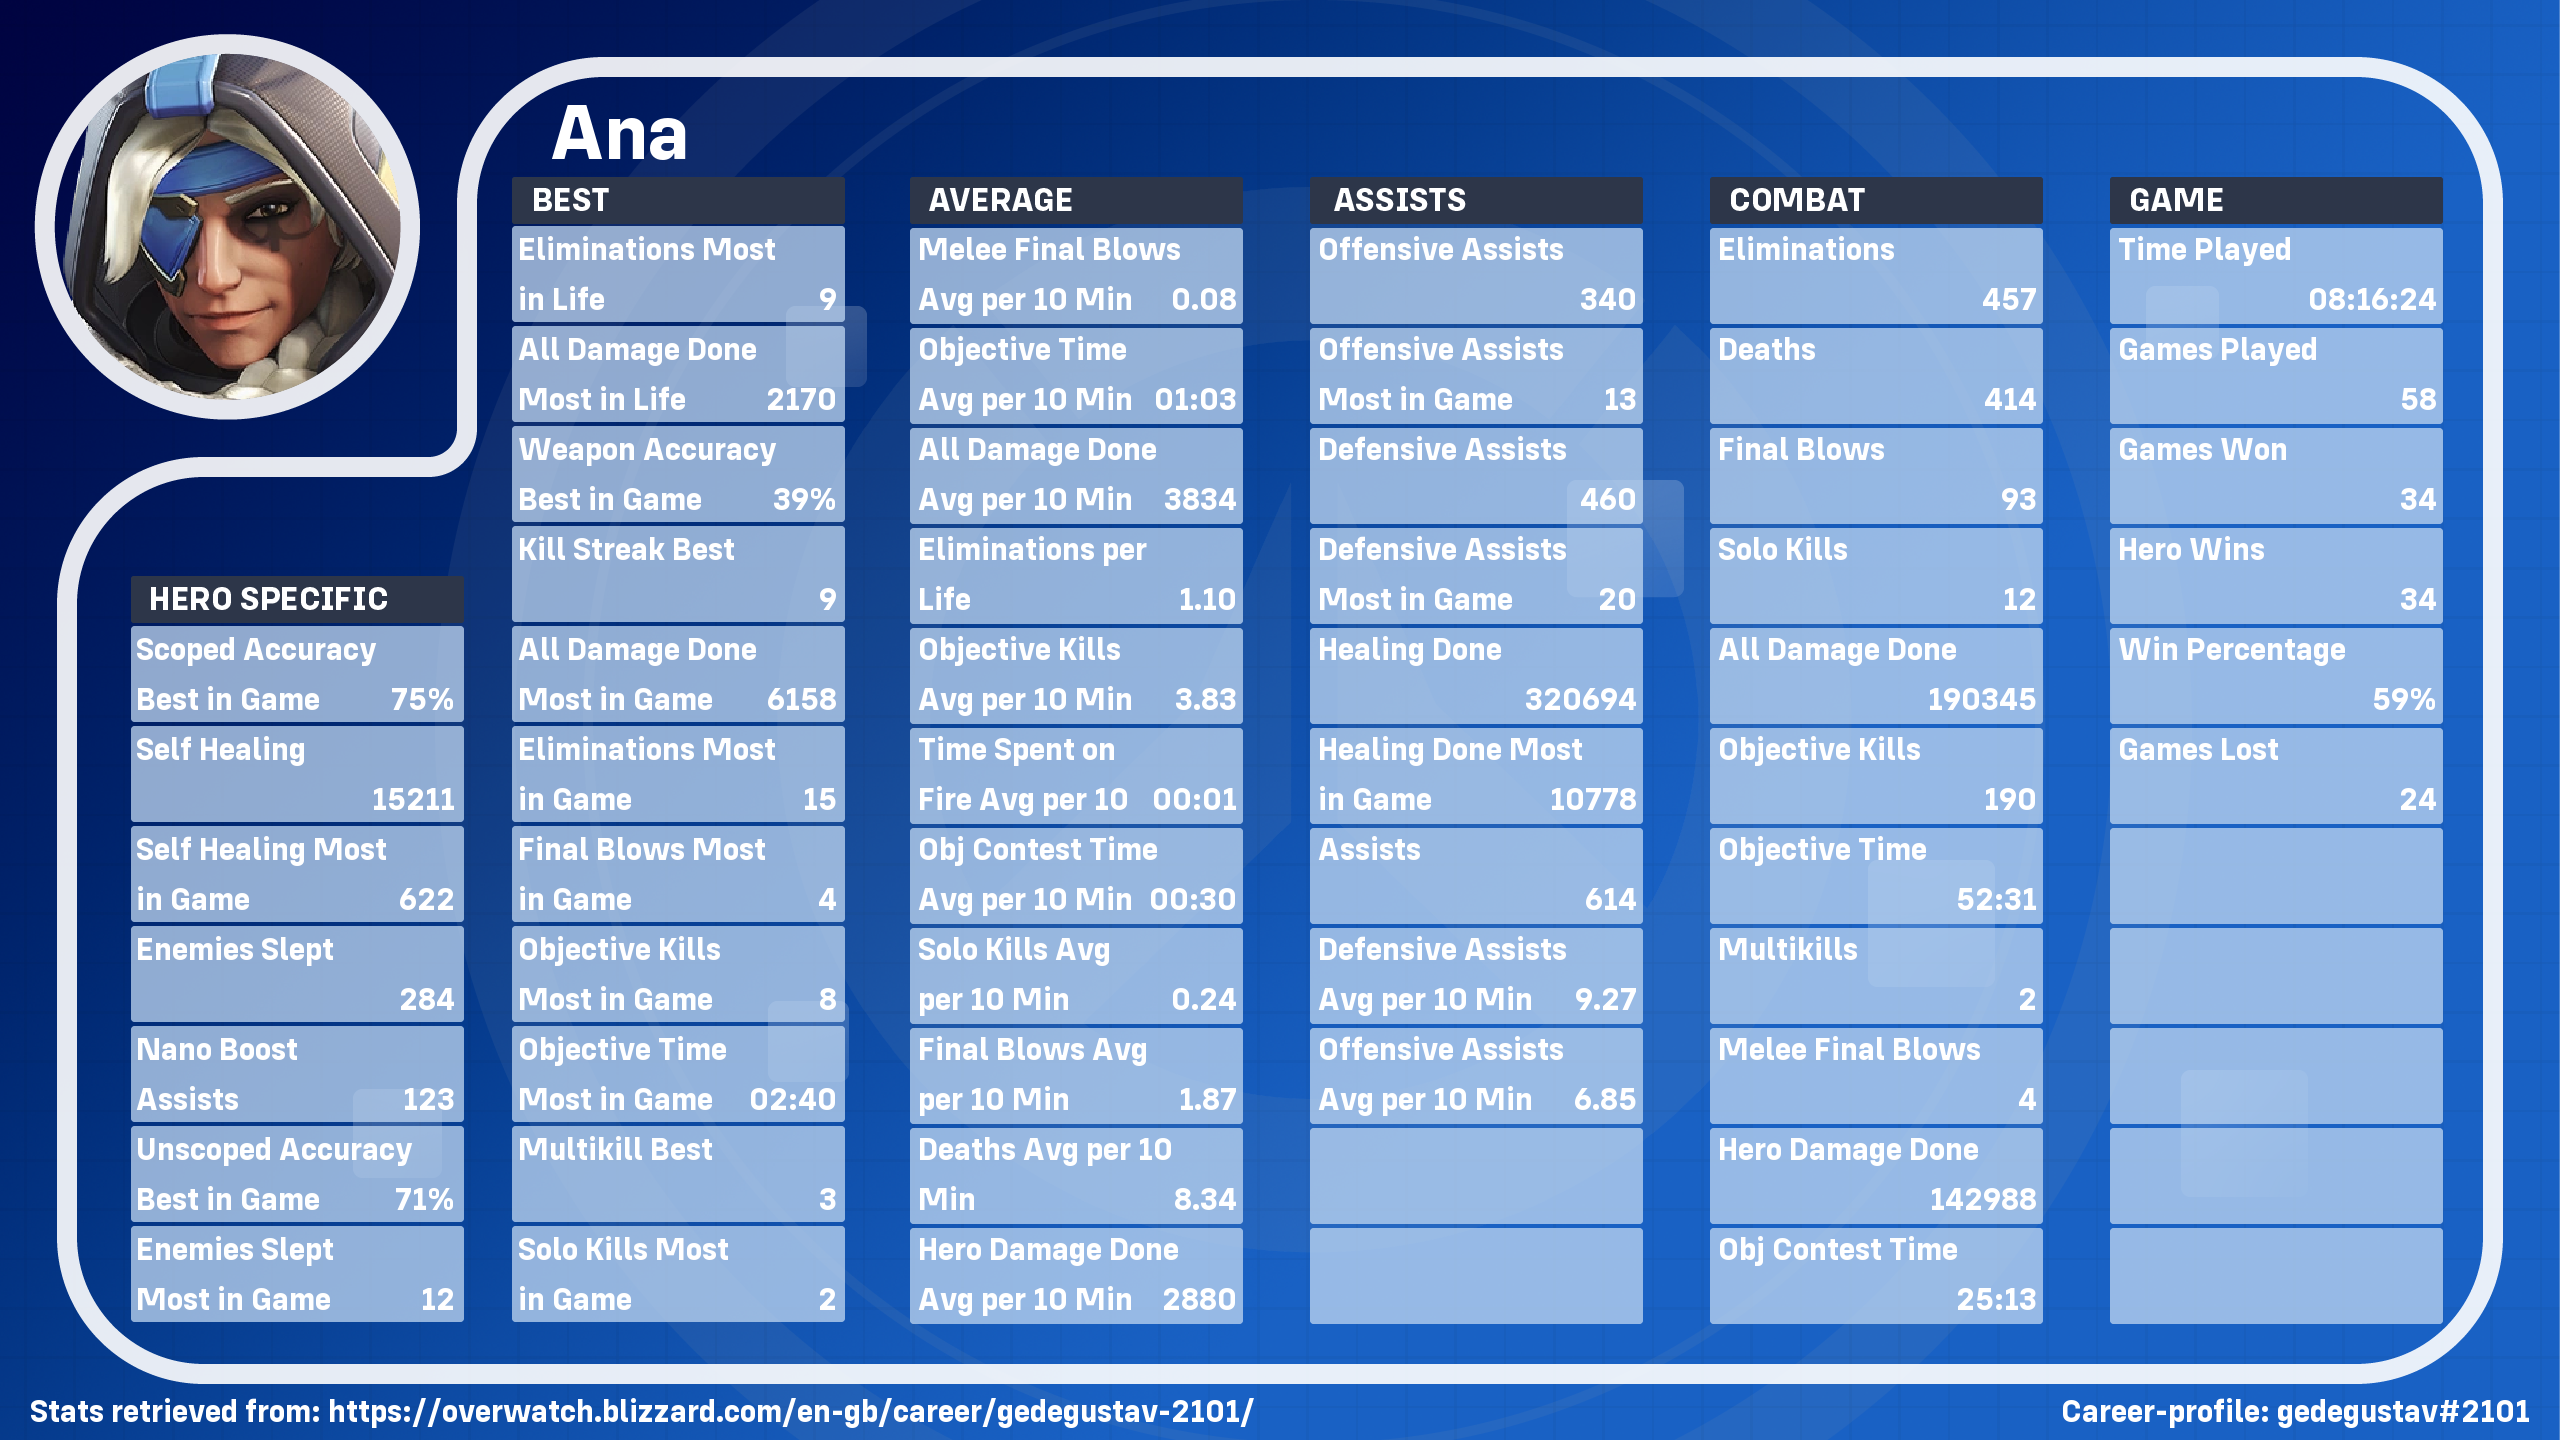 Ana
HERO SPECIFIC
Scoped Accuracy
Best in Game 75%
Self Healing
15211
Self Healing Most
in Game 622
Enemies Slept
284
Nano Boost
Assists 123
Unscoped Accuracy
Best in Game 71%
Enemies Slept
Most in Game 12
BEST
Eliminations Most
in Life 9
All Damage Done
Most in Life 2170
Weapon Accuracy
Best in Game 39%
Kill Streak Best
9
All Damage Done
Most in Game 6158
Eliminations Most
in Game 15
Final Blows Most
in Game 4
Objective Kills
Most in Game 8
Objective Time
Most in Game 02:40
Multikill Best
3
Solo Kills Most
in Game 2
AVERAGE
Melee Final Blows
Avg per 10 Min 0.08
Objective Time
Avg per 10 Min 01:03
All Damage Done
Avg per 10 Min 3834
Eliminations per
Life 1.10
Objective Kills
Avg per 10 Min 3.83
Time Spent on
Fire Avg per 10 00:01
Obj Contest Time
Avg per 10 Min 00:30
Solo Kills Avg
per 10 Min 0.24
Final Blows Avg
per 10 Min 1.87
Deaths Avg per 10
Min 8.34
Hero Damage Done
Avg per 10 Min 2880
ASSISTS
Offensive Assists
340
Offensive Assists
Most in Game 13
Defensive Assists
460
Defensive Assists
Most in Game 20
Healing Done
320694
Healing Done Most
in Game 10778
Assists
614
Defensive Assists
Avg per 10 Min 9.27
Offensive Assists
Avg per 10 Min 6.85
COMBAT
Eliminations
457
Deaths
414
Final Blows
93
Solo Kills
12
All Damage Done
190345
Objective Kills
190
Objective Time
52:31
Multikills
2
Melee Final Blows
4
Hero Damage Done
142988
Obj Contest Time
25:13
GAME
Time Played
08:16:24
Games Played
58
Games Won
34
Hero Wins
34
Win Percentage
59%
Games Lost
24
Stats retrieved from: https://overwatch.blizzard.com/en-gb/career/gedegustav-2101/
Career-profile: gedegustav#2101